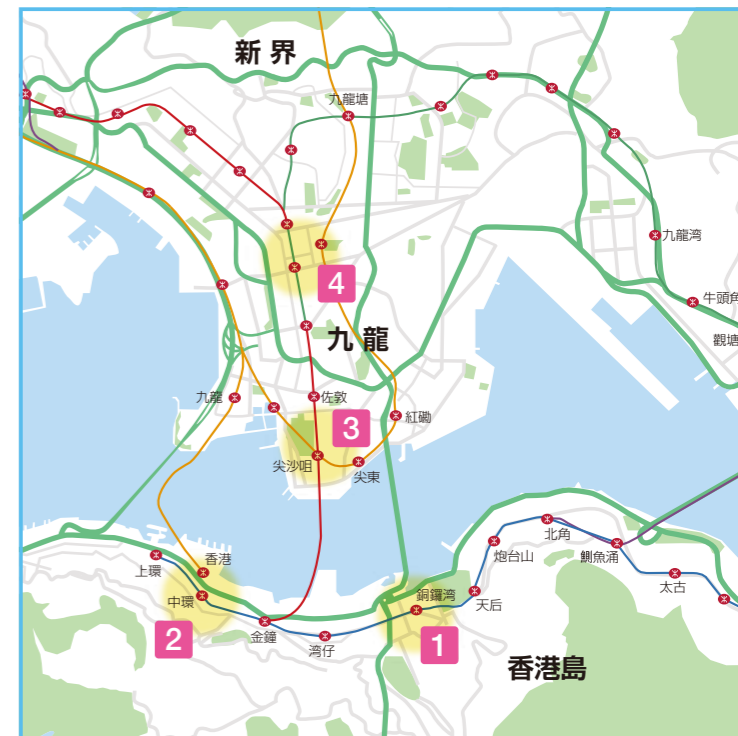 新界
九龍塘
九龍湾
4
牛頭角
九龍
觀塘
九龍
佐敦
3
紅磡
尖沙咀
尖東
北角
炮台山
鰂魚涌
上環
香港
太古
中環
銅鑼湾
天后
金鐘
湾仔
2
1
香港島